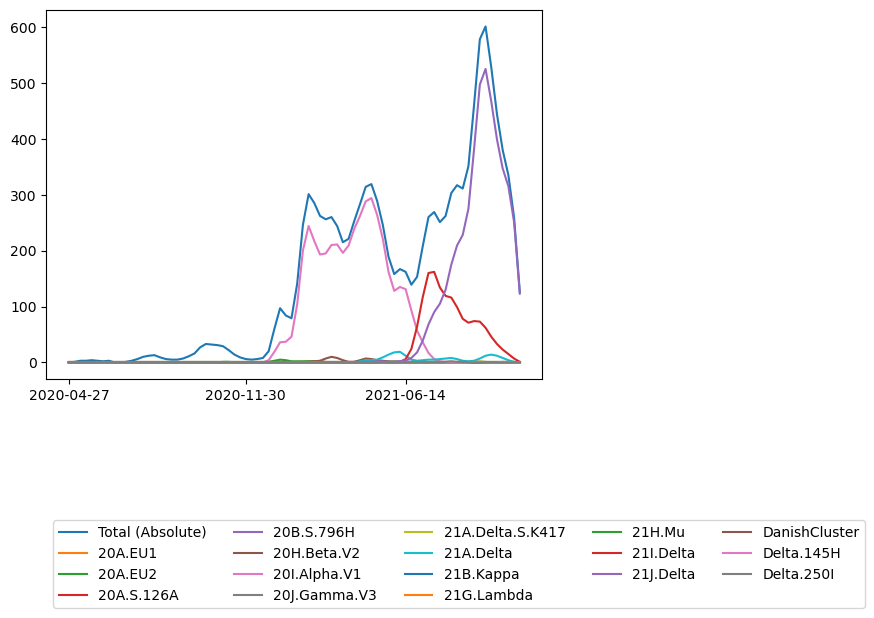 600
500
400
300
200
100
0
2020-04-27 2020-11-30 2021-06-14
Total (Absolute) 20B.S.796H 21A.Delta.S.K417 21H.Mu DanishCluster
20A.EU1 20H.Beta.V2 21A.Delta 21I.Delta Delta.145H
20A.EU2 20I.Alpha.V1 21B.Kappa 21J.Delta Delta.250I
20A.S.126A 20J.Gamma.V3 21G.Lambda